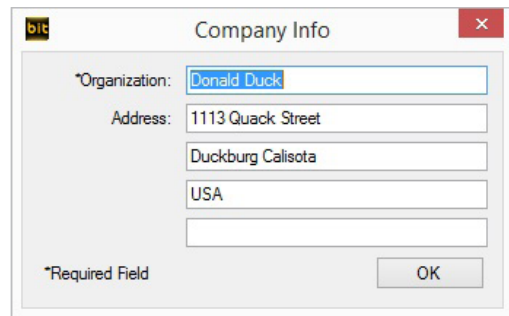 bit
Company Info
*Organization: Donald Duck
Address: 1113 Quack Street
Duckburg Calisota
USA
*Required Field OK